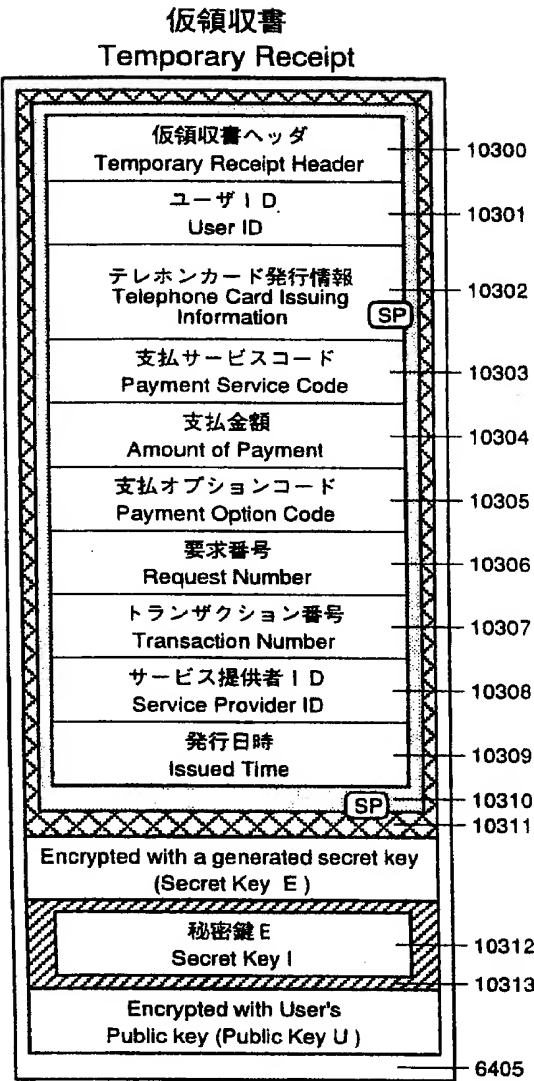 仮領収書
Temporary Receipt
仮領収書ヘッダ
Temporary Receipt Header
10300
ユーザID
User ID
10301
テレホンカード発行情報
Telephone Card Issuing
Information
SP
10302
支払サービスコード
Payment Service Code
10303
支払金額
Amount of Payment
10304
支払オプションコード
Payment Option Code
10305
要求番号
Request Number
10306
トランザクション番号
Transaction Number
10307
サービス提供者ID
Service Provider ID
10308
発行日時
Issued Time
10309
SP
10310
10311
Encrypted with a generated secret key
(Secret Key E)
秘密鍵E
Secret Key I
10312
10313
Encrypted with User's
Public key (Public Key U)
6405